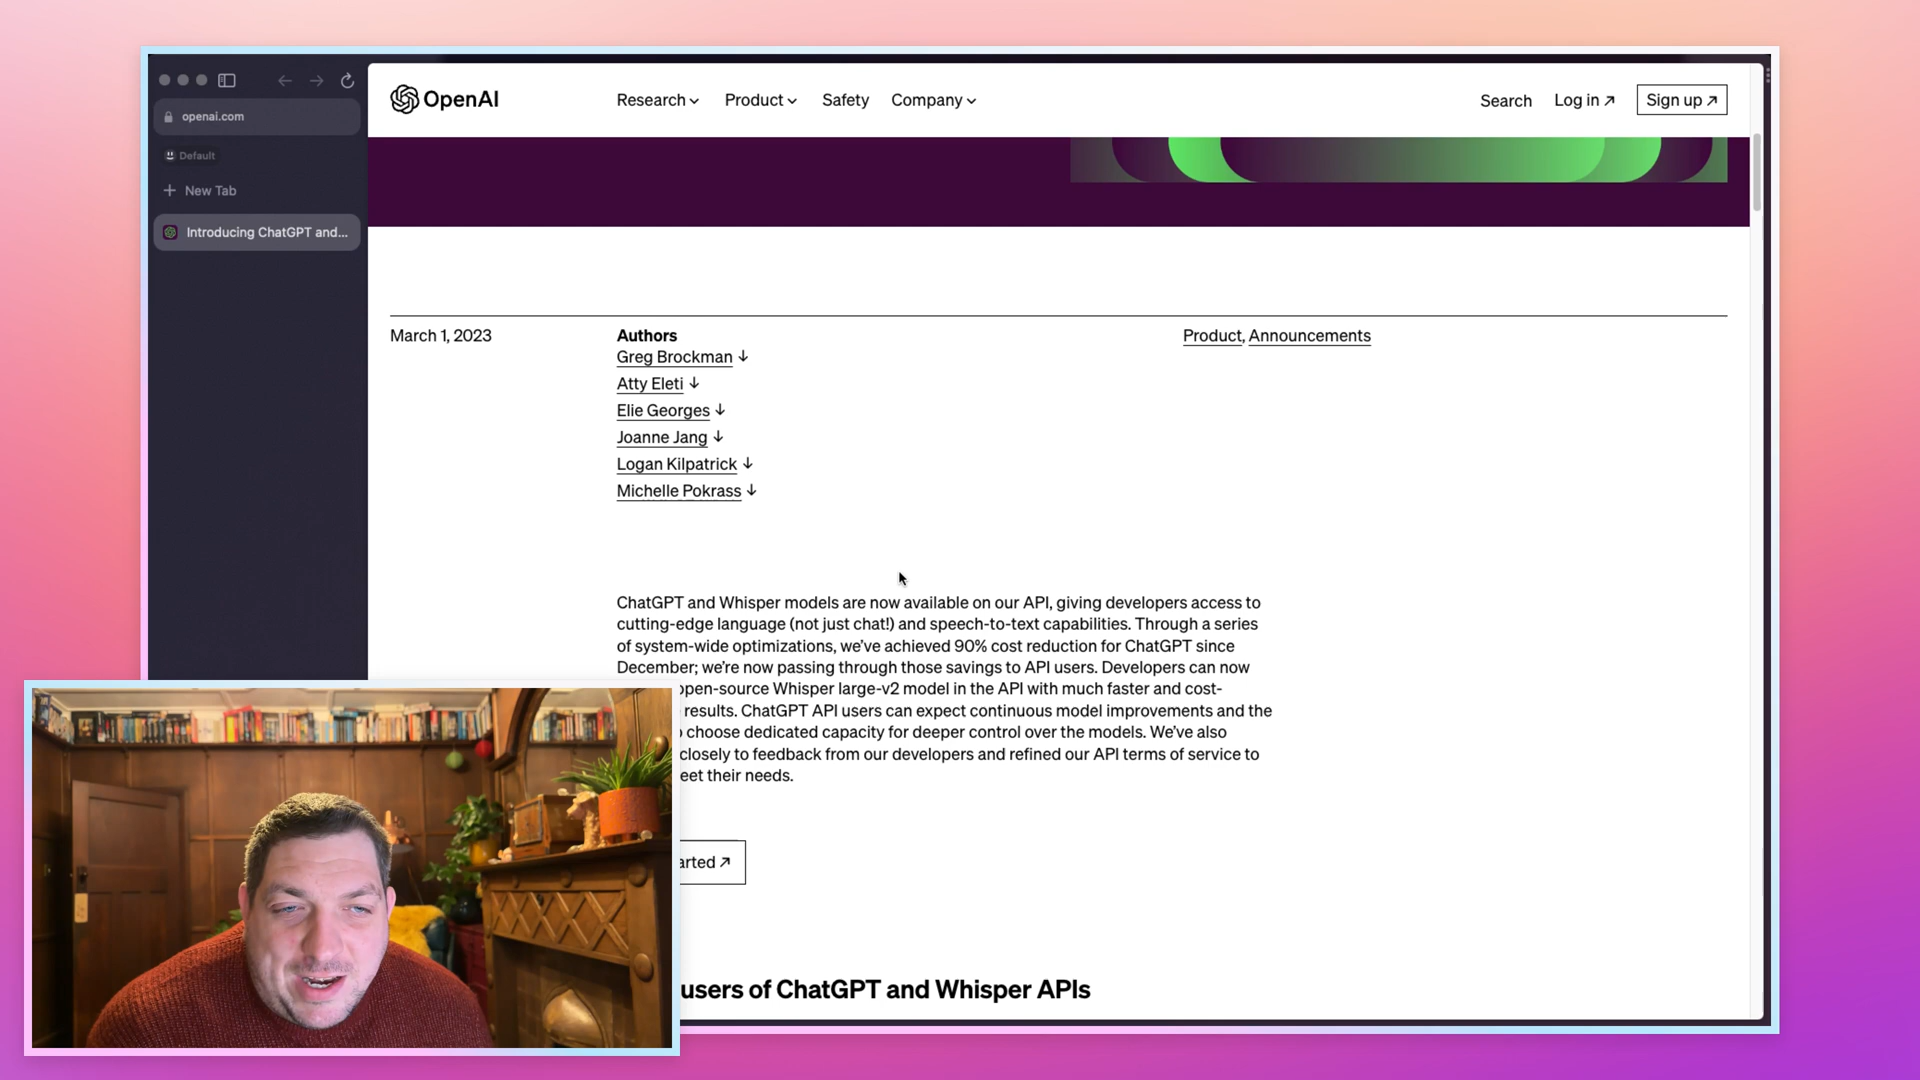 OpenAI
Research
Product
Safety
Company
Search
Log in ↗
Sign up ↗
openai.com
Default
+ New Tab
Introducing ChatGPT and...
March 1, 2023
Authors
Greg Brockman ↓
Atty Eleti ↓
Elie Georges ↓
Joanne Jang ↓
Logan Kilpatrick ↓
Michelle Pokrass ↓
Product, Announcements
ChatGPT and Whisper models are now available on our API, giving developers access to
cutting-edge language (not just chat!) and speech-to-text capabilities. Through a series
of system-wide optimizations, we’ve achieved 90% cost reduction for ChatGPT since
December; we’re now passing through those savings to API users. Developers can now
open-source Whisper large-v2 model in the API with much faster and cost-
results. ChatGPT API users can expect continuous model improvements and the
choose dedicated capacity for deeper control over the models. We’ve also
closely to feedback from our developers and refined our API terms of service to
eet their needs.
arted ↗
users of ChatGPT and Whisper APIs